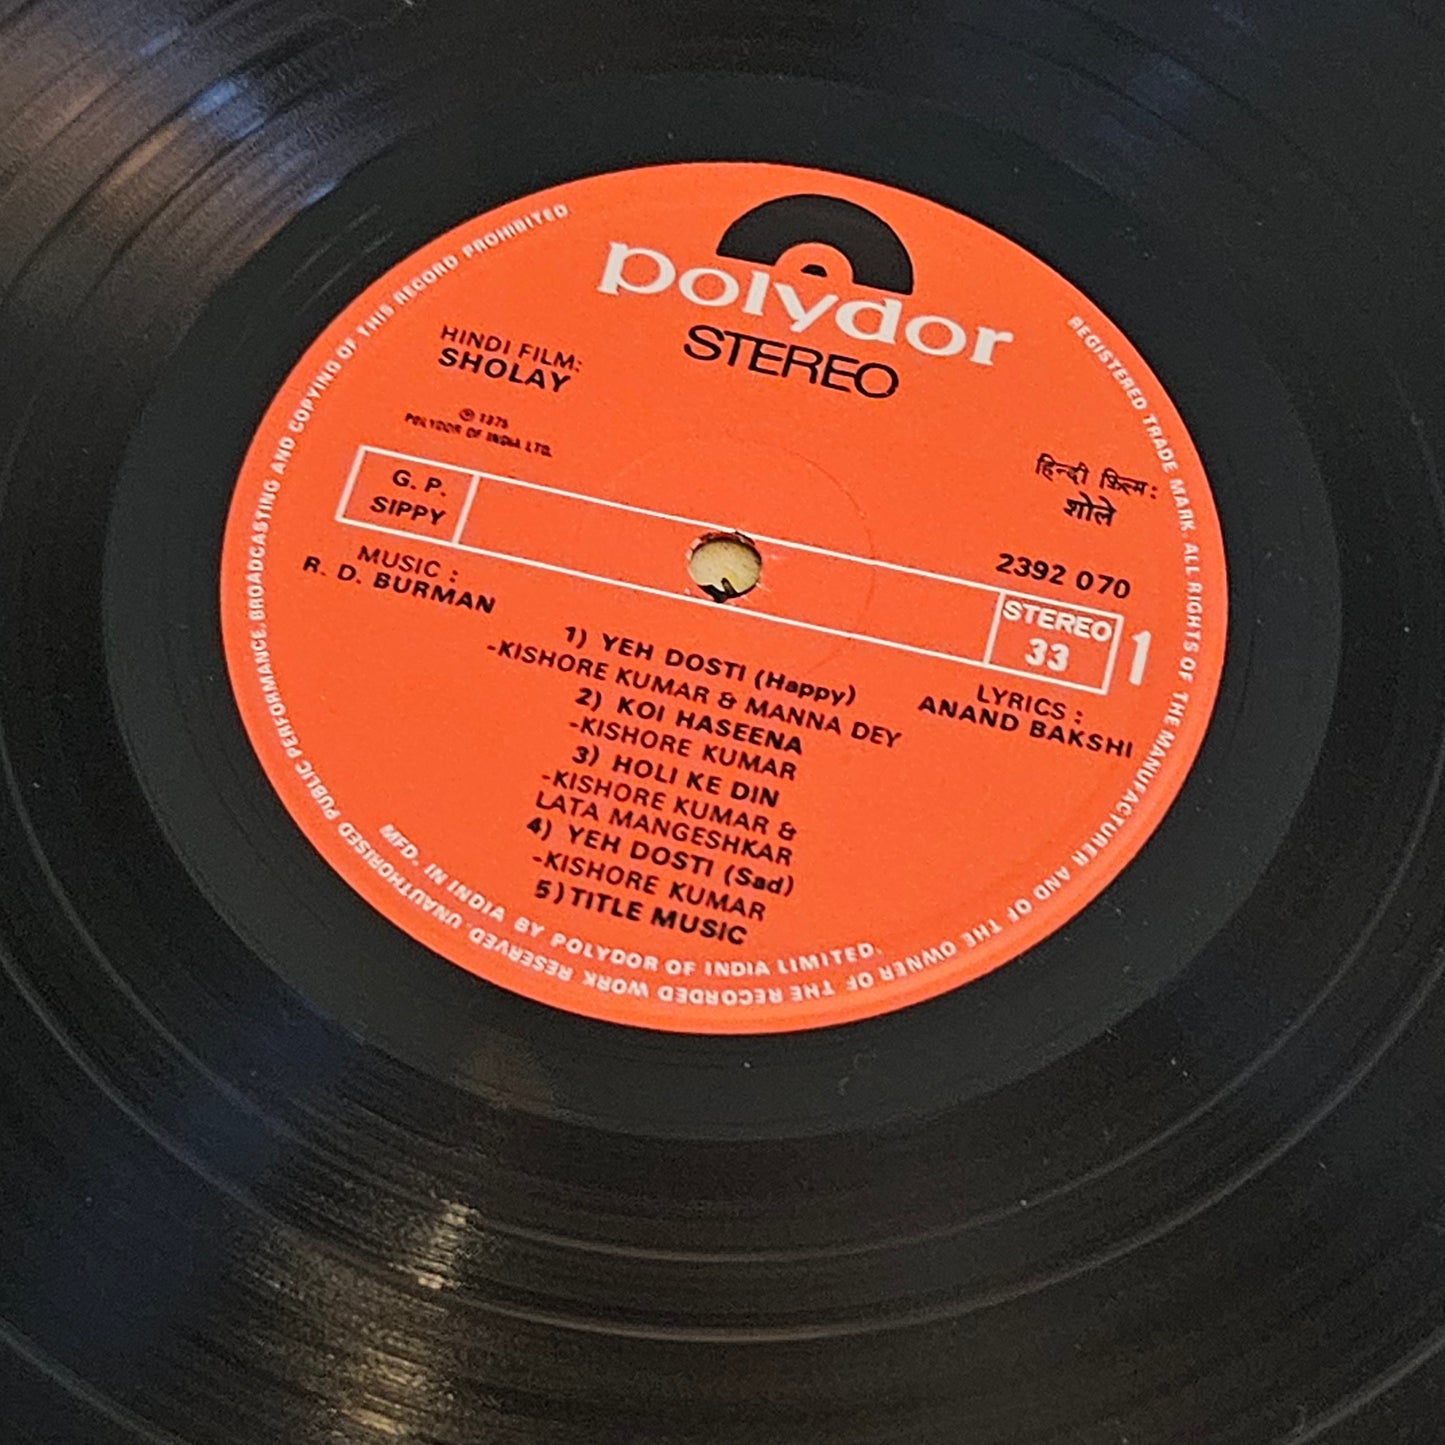 polydor
STEREO
HINDI FILM:
SHOLAY
℗ 1975
POLYDOR OF INDIA LTD.
हिन्दी फ़िल्म :
शोले
2392 070
G. P.
SIPPY
STEREO
33
1
MUSIC :
R. D. BURMAN
LYRICS :
ANAND BAKSHI
1) YEH DOSTI (Happy)
-KISHORE KUMAR & MANNA DEY
2) KOI HASEENA
-KISHORE KUMAR
3) HOLI KE DIN
-KISHORE KUMAR &
LATA MANGESHKAR
4) YEH DOSTI (Sad)
-KISHORE KUMAR
5) TITLE MUSIC
MFD. IN INDIA BY POLYDOR OF INDIA LIMITED.
REGISTERED TRADE MARK. ALL RIGHTS OF THE MANUFACTURER AND OF THE OWNER OF THE RECORDED WORK RESERVED. UNAUTHORISED PUBLIC PERFORMANCE, BROADCASTING AND COPYING OF THIS RECORD PROHIBITED